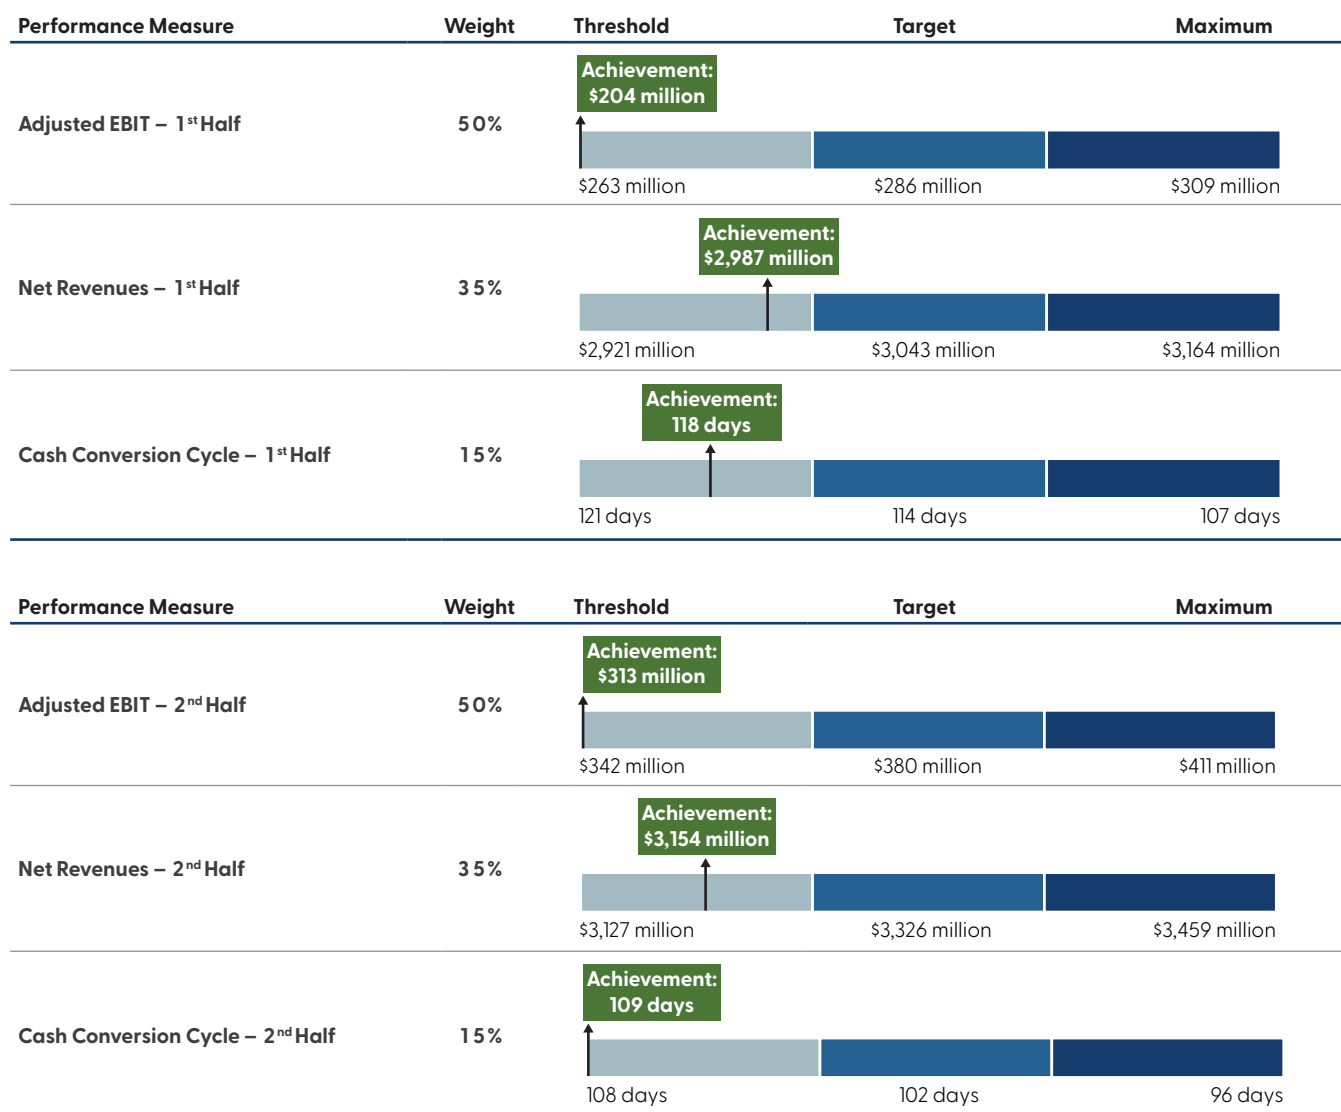 Performance Measure Weight Threshold Target Maximum
Achievement:
$204 million
Adjusted EBIT – 1st Half 50%
$263 million $286 million $309 million
Achievement:
$2,987 million
Net Revenues – 1st Half 35%
$2,921 million $3,043 million $3,164 million
Achievement:
118 days
Cash Conversion Cycle – 1st Half 15%
121 days 114 days 107 days
Performance Measure Weight Threshold Target Maximum
Achievement:
$313 million
Adjusted EBIT – 2nd Half 50%
$342 million $380 million $411 million
Achievement:
$3,154 million
Net Revenues – 2nd Half 35%
$3,127 million $3,326 million $3,459 million
Achievement:
109 days
Cash Conversion Cycle – 2nd Half 15%
108 days 102 days 96 days